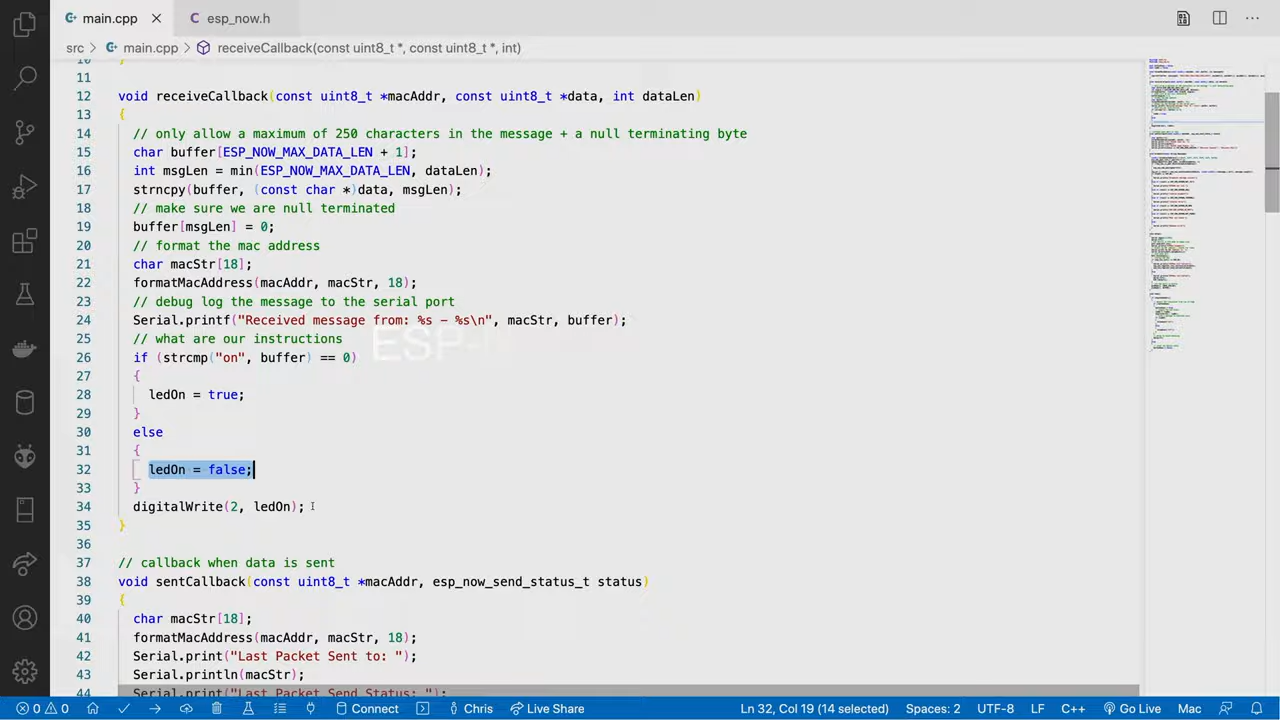 main.cpp
esp_now.h
src > main.cpp > receiveCallback(const uint8_t *, const uint8_t *, int)
10 }
11
12 void receiveCallback(const uint8_t *macAddr, const uint8_t *data, int dataLen)
13 {
14 // only allow a maximum of 250 characters in the message + a null terminating byte
15 char buffer[ESP_NOW_MAX_DATA_LEN + 1];
16 int msgLen = min(ESP_NOW_MAX_DATA_LEN, dataLen);
17 strncpy(buffer, (const char *)data, msgLen);
18 // make sure we are null terminated
19 buffer[msgLen] = 0;
20 // format the mac address
21 char macStr[18];
22 formatMacAddress(macAddr, macStr, 18);
23 // debug log the message to the serial port
24 Serial.printf("Received message from: %s - %s\n", macStr, buffer);
25 // what are our instructions
26 if (strcmp("on", buffer) == 0)
27 {
28 ledOn = true;
29 }
30 else
31 {
32 ledOn = false;
33 }
34 digitalWrite(2, ledOn);
35 }
36
37 // callback when data is sent
38 void sentCallback(const uint8_t *macAddr, esp_now_send_status_t status)
39 {
40 char macStr[18];
41 formatMacAddress(macAddr, macStr, 18);
42 Serial.print("Last Packet Sent to: ");
43 Serial.println(macStr);
44 Serial.print("Last Packet Send Status: ");
0 0 Connect Chris Live Share Ln 32, Col 19 (14 selected) Spaces: 2 UTF-8 LF C++ Go Live Mac